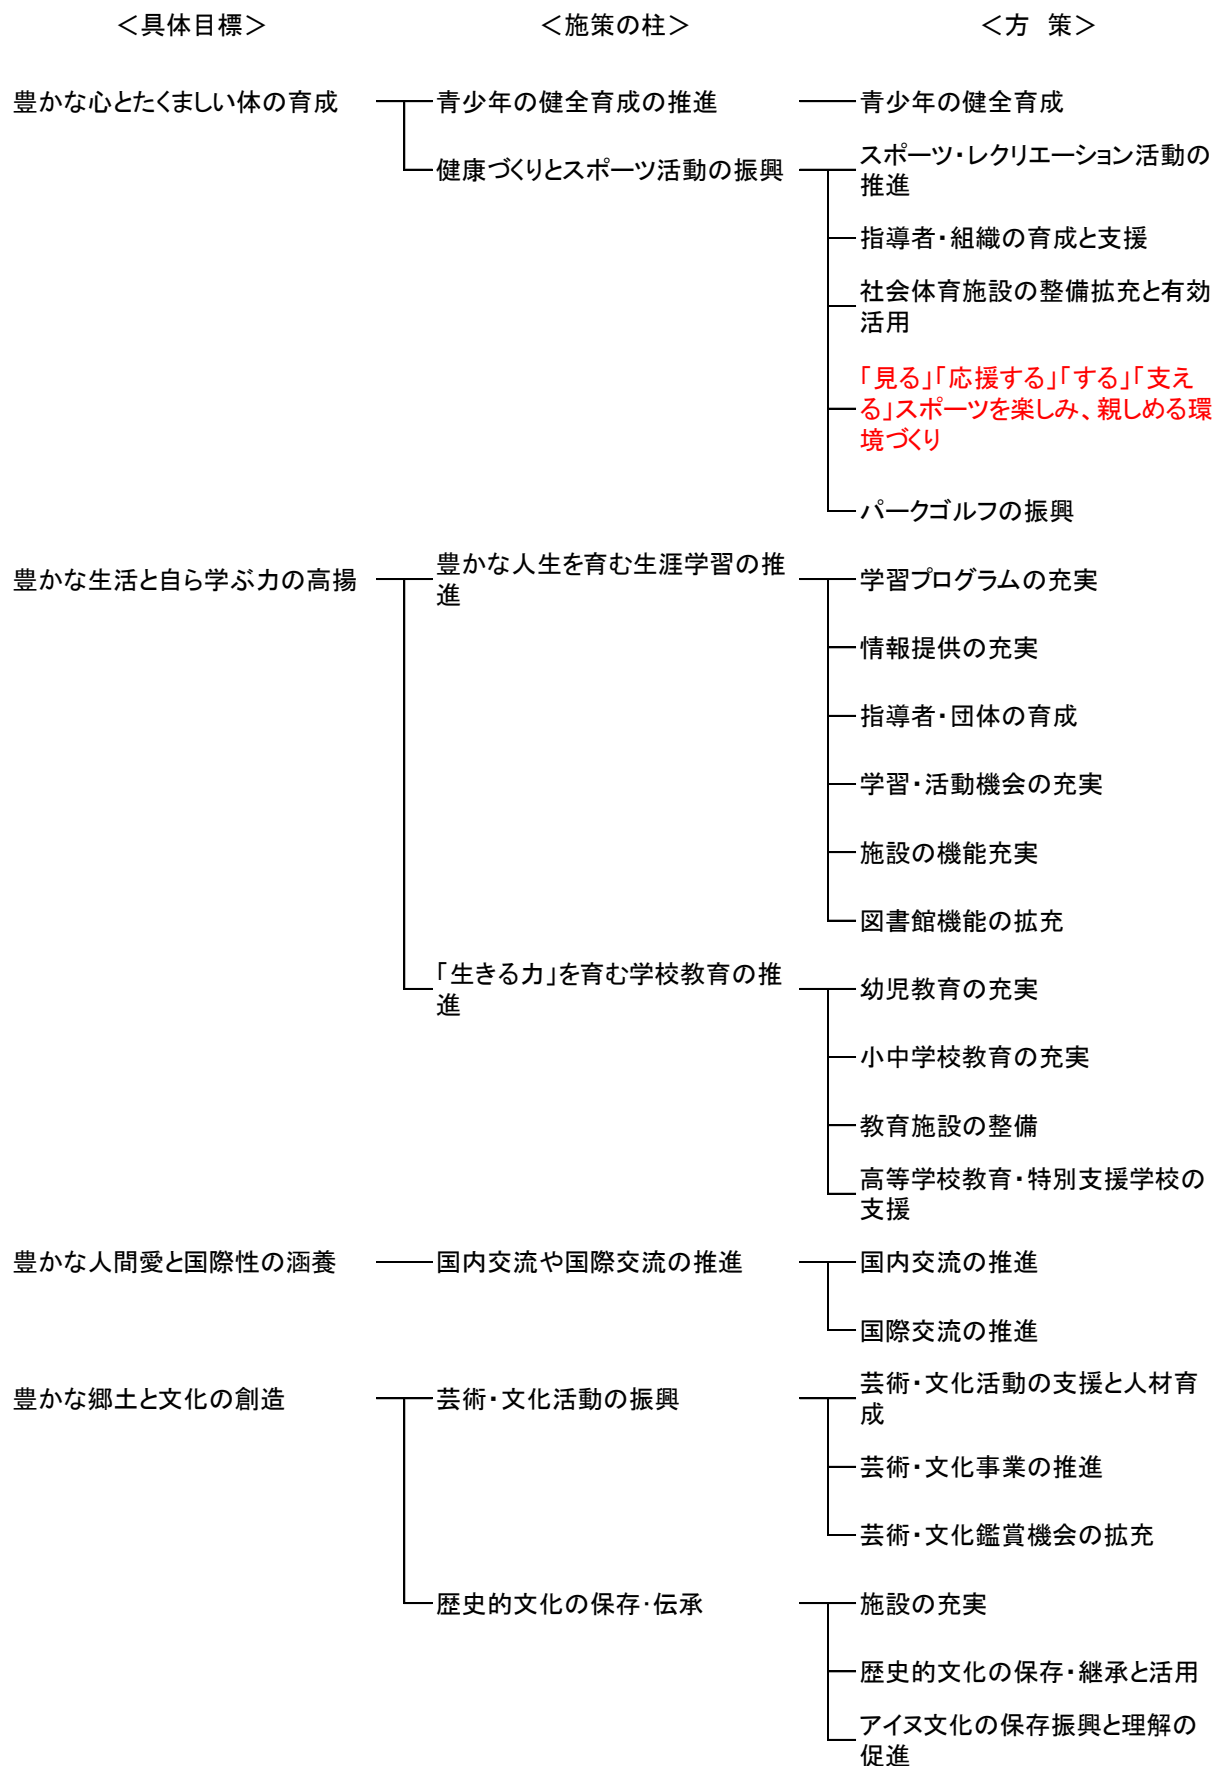 ＜具体目標＞
＜施策の柱＞
＜方　策＞
豊かな心とたくましい体の育成
青少年の健全育成の推進
青少年の健全育成
健康づくりとスポーツ活動の振興
スポーツ・レクリエーション活動の
推進
指導者・組織の育成と支援
社会体育施設の整備拡充と有効
活用
「見る」「応援する」「する」「支え
る」スポーツを楽しみ、親しめる環
境づくり
パークゴルフの振興
豊かな生活と自ら学ぶ力の高揚
豊かな人生を育む生涯学習の推
進
学習プログラムの充実
情報提供の充実
指導者・団体の育成
学習・活動機会の充実
施設の機能充実
図書館機能の拡充
「生きる力」を育む学校教育の推
進
幼児教育の充実
小中学校教育の充実
教育施設の整備
高等学校教育・特別支援学校の
支援
豊かな人間愛と国際性の涵養
国内交流や国際交流の推進
国内交流の推進
国際交流の推進
豊かな郷土と文化の創造
芸術・文化活動の振興
芸術・文化活動の支援と人材育
成
芸術・文化事業の推進
芸術・文化鑑賞機会の拡充
歴史的文化の保存・伝承
施設の充実
歴史的文化の保存・継承と活用
アイヌ文化の保存振興と理解の
促進